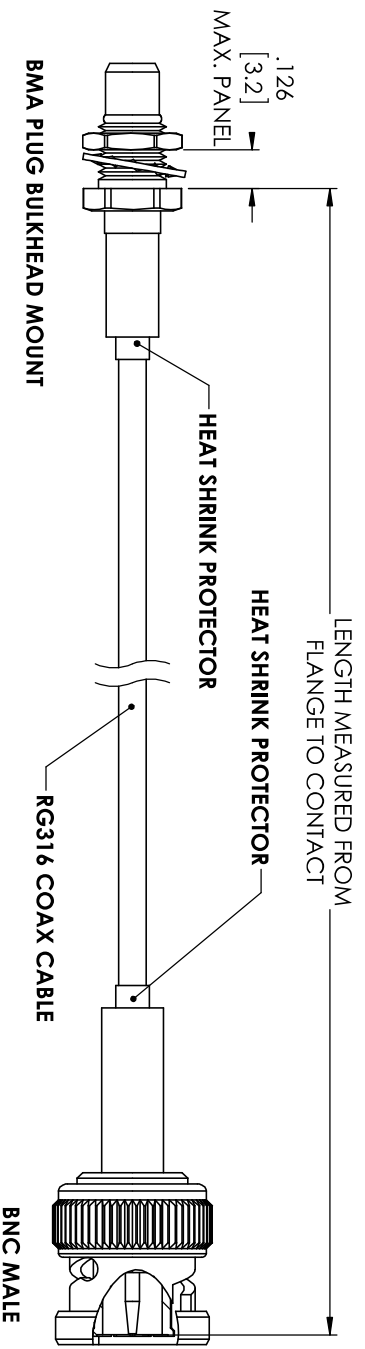 .126
[3.2]
MAX. PANEL
LENGTH MEASURED FROM
FLANGE TO CONTACT
HEAT SHRINK PROTECTOR
HEAT SHRINK PROTECTOR
RG316 COAX CABLE
BMA PLUG BULKHEAD MOUNT
BNC MALE